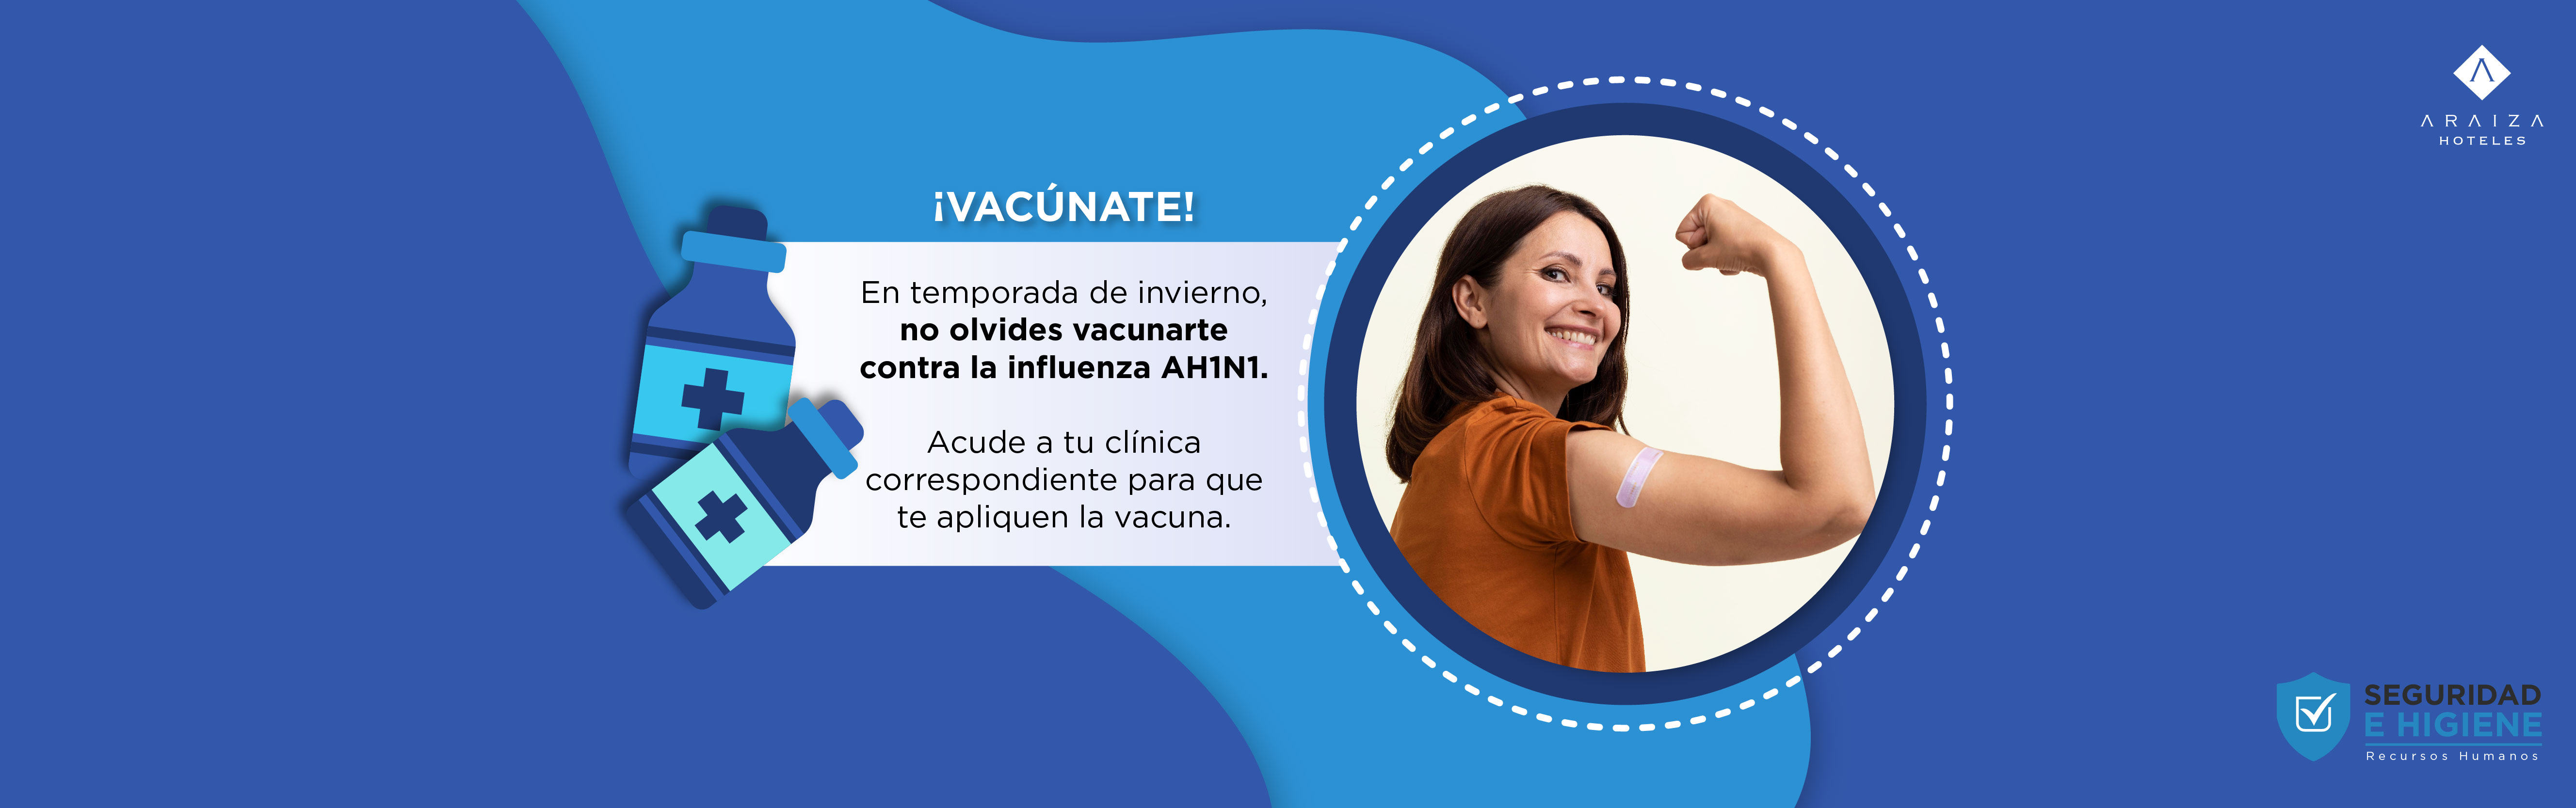 ARAIZA
HOTELES
¡VACÚNATE!
En temporada de invierno,
no olvides vacunarte
contra la influenza AH1N1.
Acude a tu clínica
correspondiente para que
te apliquen la vacuna.
SEGURIDAD
E HIGIENE
Recursos Humanos